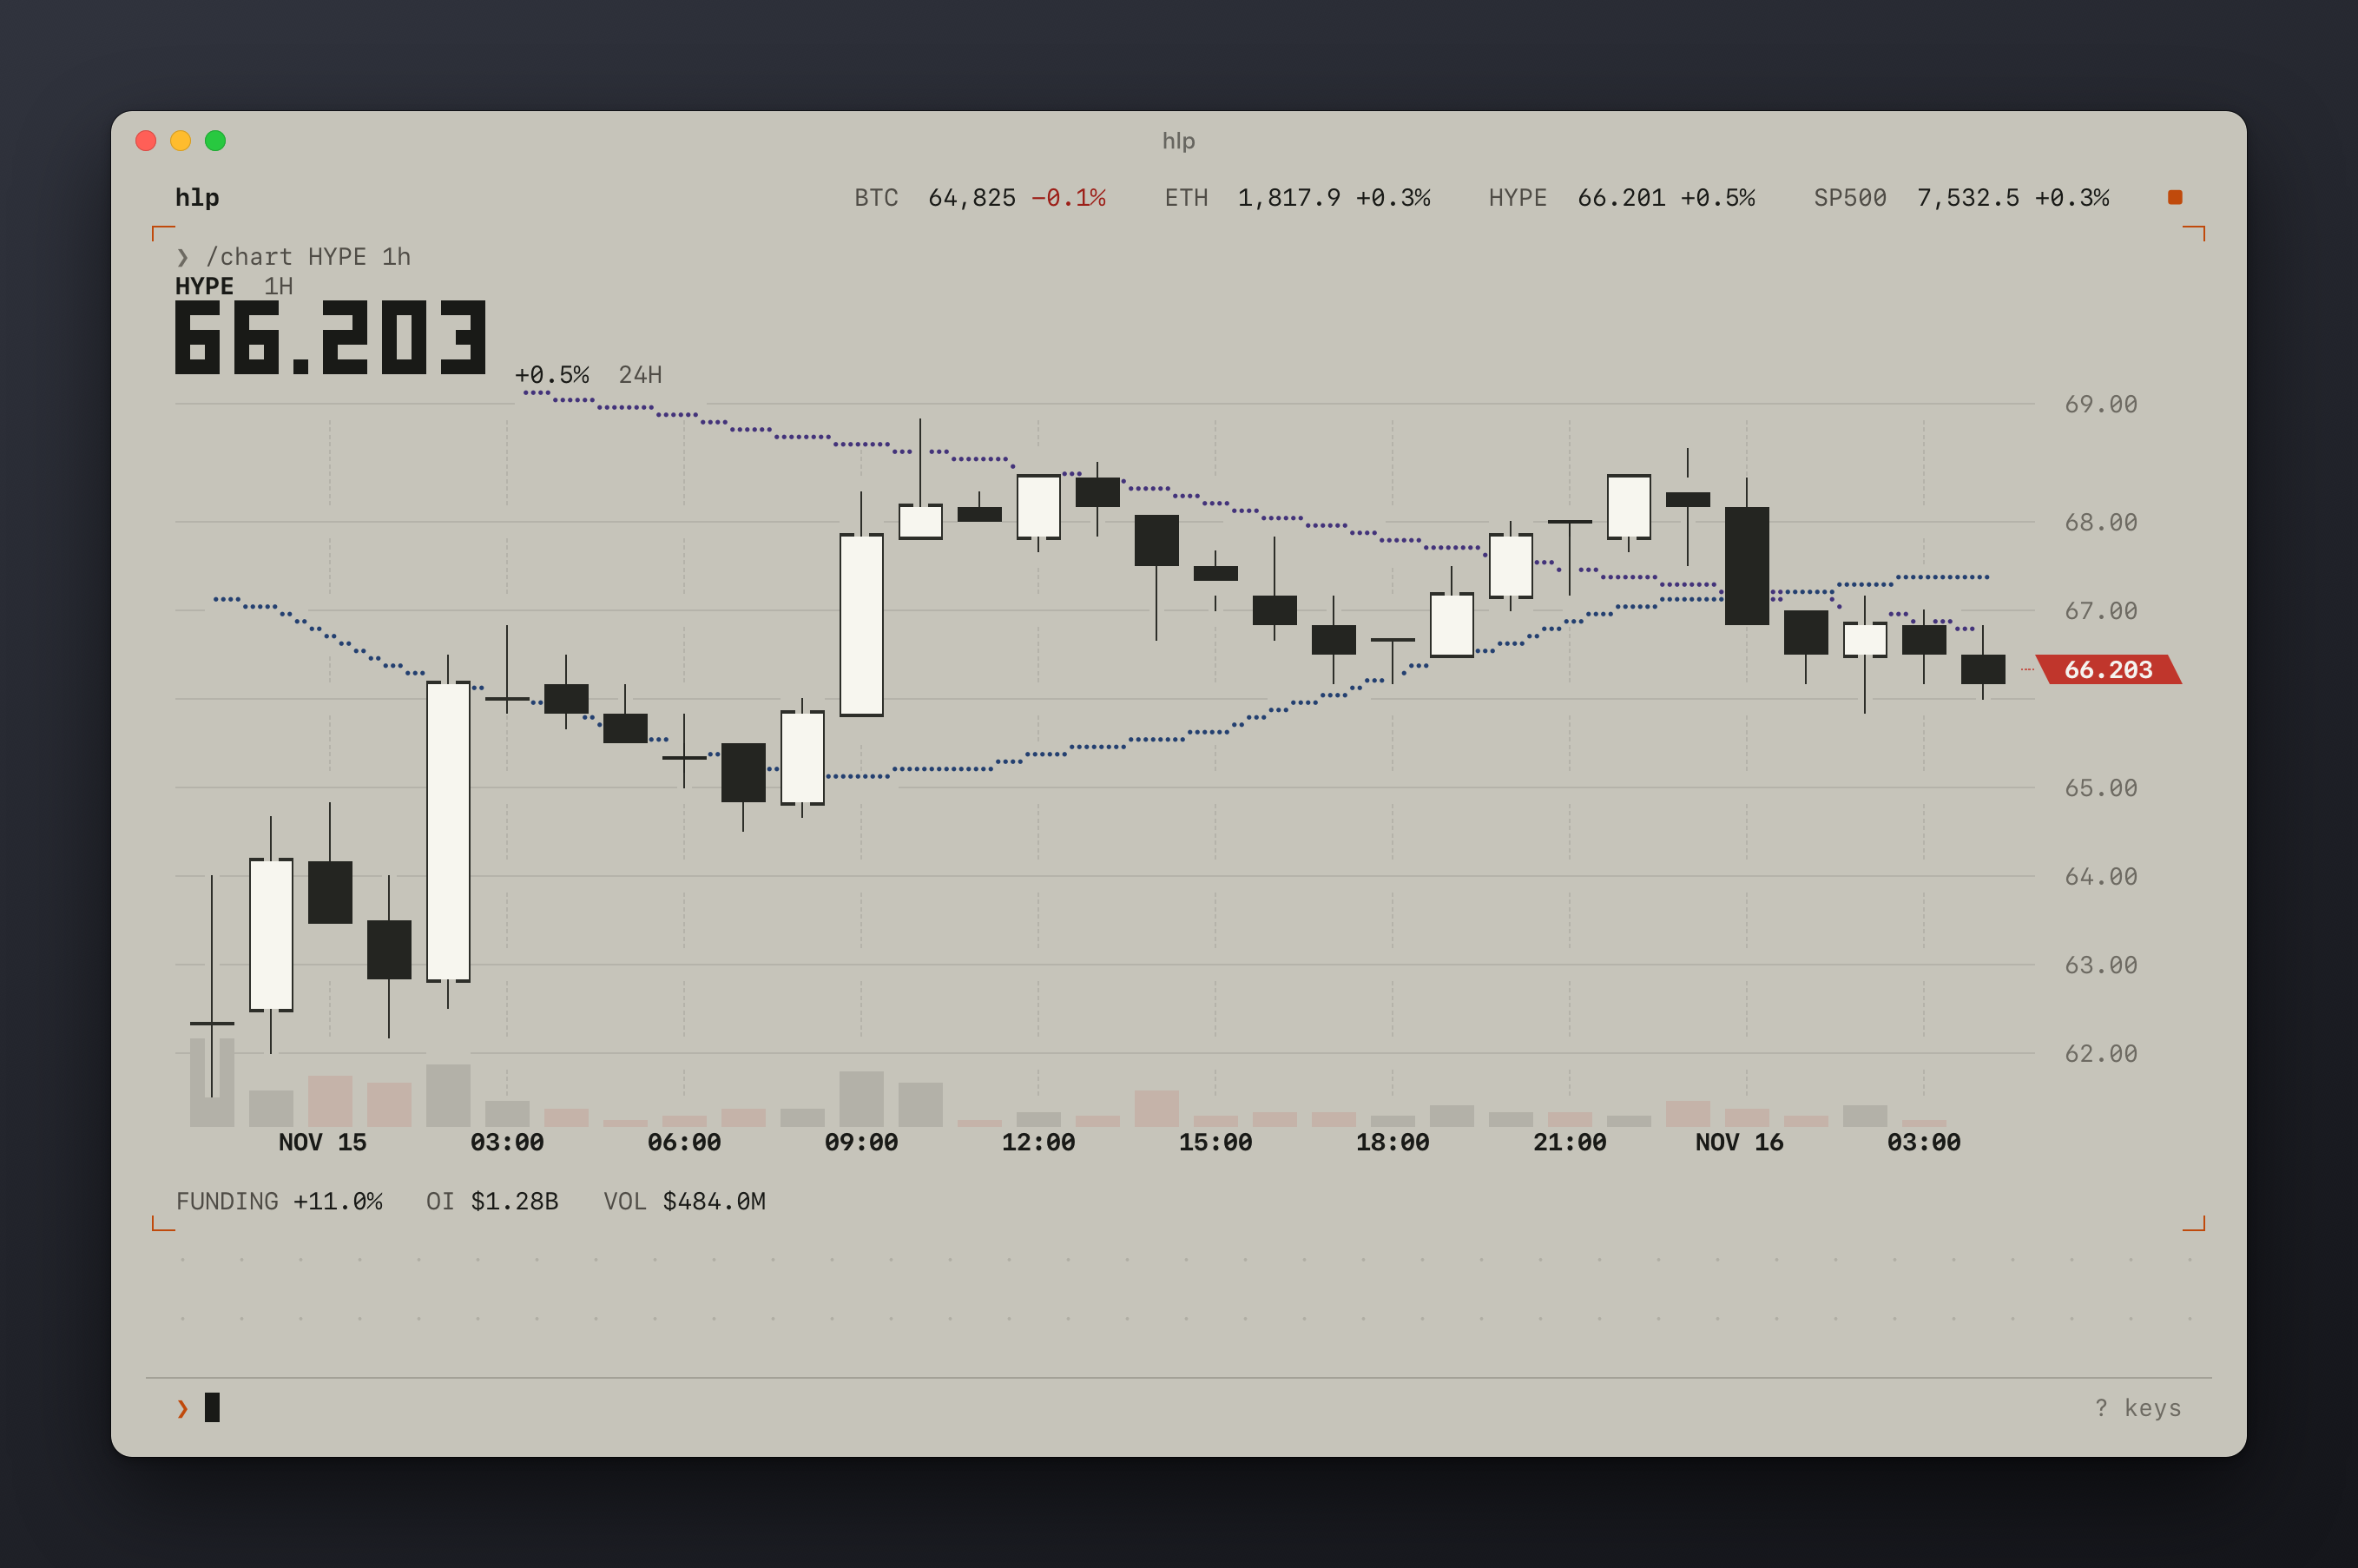 hlp
hlp BTC 64,825 −0.1% ETH 1,817.9 +0.3% HYPE 66.201 +0.5% SP500 7,532.5 +0.3%
❯ /chart HYPE 1h
HYPE 1H
66.203 +0.5% 24H
69.00
68.00
67.00
66.203
65.00
64.00
63.00
62.00
NOV 15 03:00 06:00 09:00 12:00 15:00 18:00 21:00 NOV 16 03:00
FUNDING +11.0% OI $1.28B VOL $484.0M
❯ ? keys